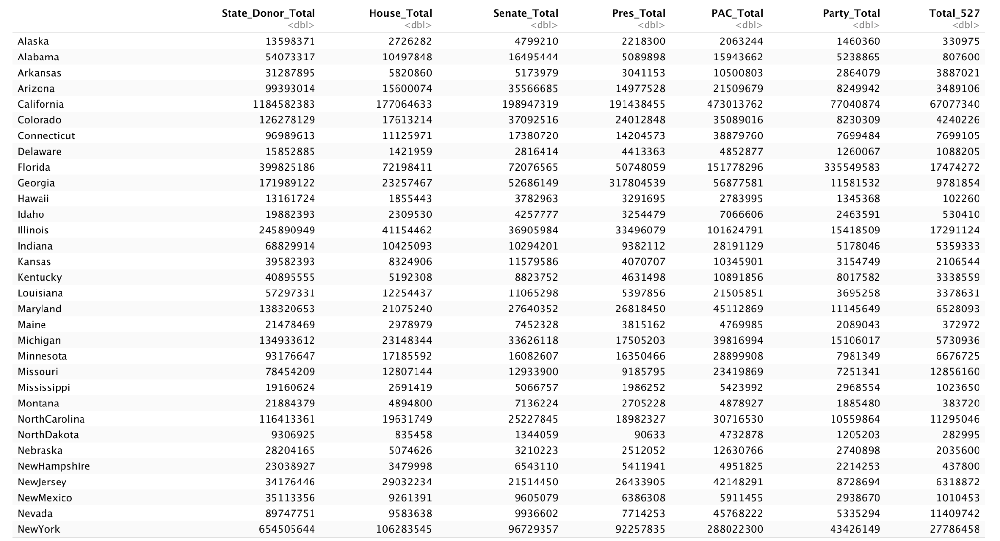 State_Donor_Total House_Total Senate_Total Pres_Total PAC_Total Party_Total Total_527
<dbl> <dbl> <dbl> <dbl> <dbl> <dbl> <dbl>
Alaska 13598371 2726282 4799210 2218300 2063244 1460360 330975
Alabama 54073317 10497848 16495444 5089898 15943662 5238865 807600
Arkansas 31287895 5820860 5173979 3041153 10500803 2864079 3887021
Arizona 99393014 15600074 35566685 14977528 21509679 8249942 3489106
California 1184582383 177064633 198947319 191438455 473013762 77040874 67077340
Colorado 126278129 17613214 37092516 24012848 35089016 8230309 4240226
Connecticut 96989613 11125971 17380720 14204573 38879760 7699484 7699105
Delaware 15852885 1421959 2816414 4413363 4852877 1260067 1088205
Florida 399825186 72198411 72076565 50748059 151778296 335549583 17474272
Georgia 171989122 23257467 52686149 317804539 56877581 11581532 9781854
Hawaii 13161724 1855443 3782963 3291695 2783995 1345368 102260
Idaho 19882393 2309530 4257777 3254479 7066606 2463591 530410
Illinois 245890949 41154462 36905984 33496079 101624791 15418509 17291124
Indiana 68829914 10425093 10294201 9382112 28191129 5178046 5359333
Kansas 39582393 8324906 11579586 4070707 10345901 3154749 2106544
Kentucky 40895555 5192308 8823752 4631498 10891856 8017582 3338559
Louisiana 57297331 12254437 11065298 5397856 21505851 3695258 3378631
Maryland 138320653 21075240 27640352 26818450 45112869 11145649 6528093
Maine 21478469 2978979 7452328 3815162 4769985 2089043 372972
Michigan 134933612 23148344 33626118 17505203 39816994 15106017 5730936
Minnesota 93176647 17185592 16082607 16350466 28899908 7981349 6676725
Missouri 78454209 12807144 12933900 9185795 23419869 7251341 12856160
Mississippi 19160624 2691419 5066757 1986252 5423992 2968554 1023650
Montana 21884379 4894800 7136224 2705228 4878927 1885480 383720
NorthCarolina 116413361 19631749 25227845 18982327 30716530 10559864 11295046
NorthDakota 9306925 835458 1344059 90633 4732878 1205203 282995
Nebraska 28204165 5074626 3210223 2512052 12630766 2740898 2035600
NewHampshire 23038927 3479998 6543110 5411941 4951825 2214253 437800
NewJersey 34176446 29032234 21514450 26433905 42148291 8728694 6318872
NewMexico 35113356 9261391 9605079 6386308 5911455 2938670 1010453
Nevada 89747751 9583638 9936602 7714253 45768222 5335294 11409742
NewYork 654505644 106283545 96729357 92257835 288022300 43426149 27786458